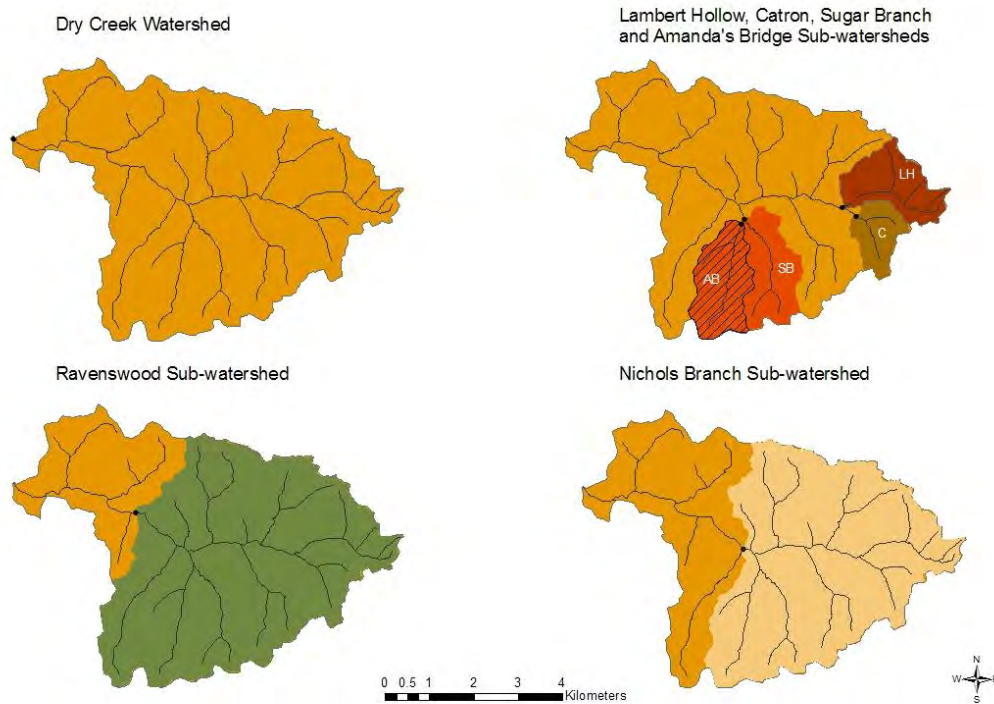 Dry Creek Watershed
Lambert Hollow, Catron, Sugar Branch
and Amanda's Bridge Sub-watersheds
LH
C
SB
AB
Ravenswood Sub-watershed
Nichols Branch Sub-watershed
0 0.5 1 2 3 4
Kilometers
N
W E
S